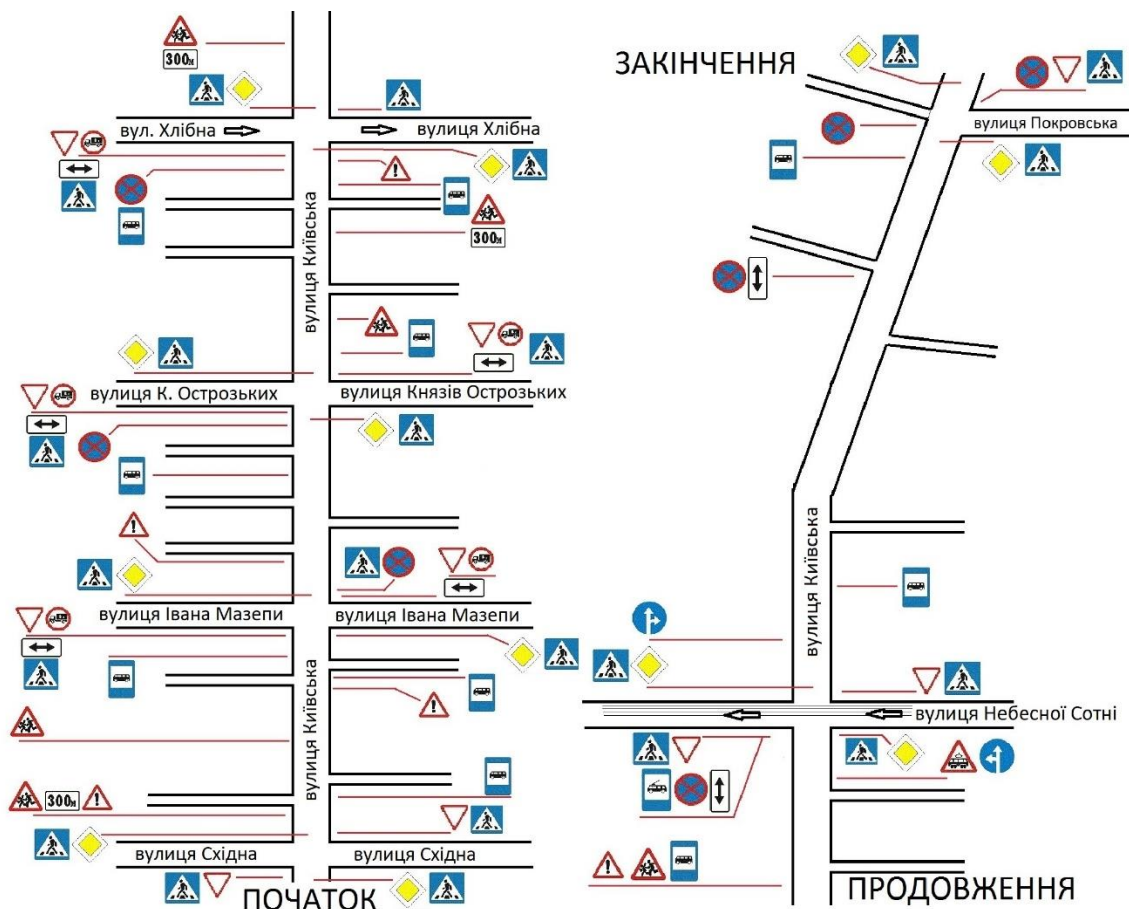 300м
ЗАКІНЧЕННЯ
вул. Хлібна
вулиця Хлібна
вулиця Покровська
300м
вулиця Київська
вулиця К. Острозьких
вулиця Князів Острозьких
вулиця Київська
вулиця Івана Мазепи
вулиця Івана Мазепи
вулиця Київська
вулиця Небесної Сотні
300м
вулиця Східна
вулиця Східна
ПОЧАТОК
ПРОДОВЖЕННЯ